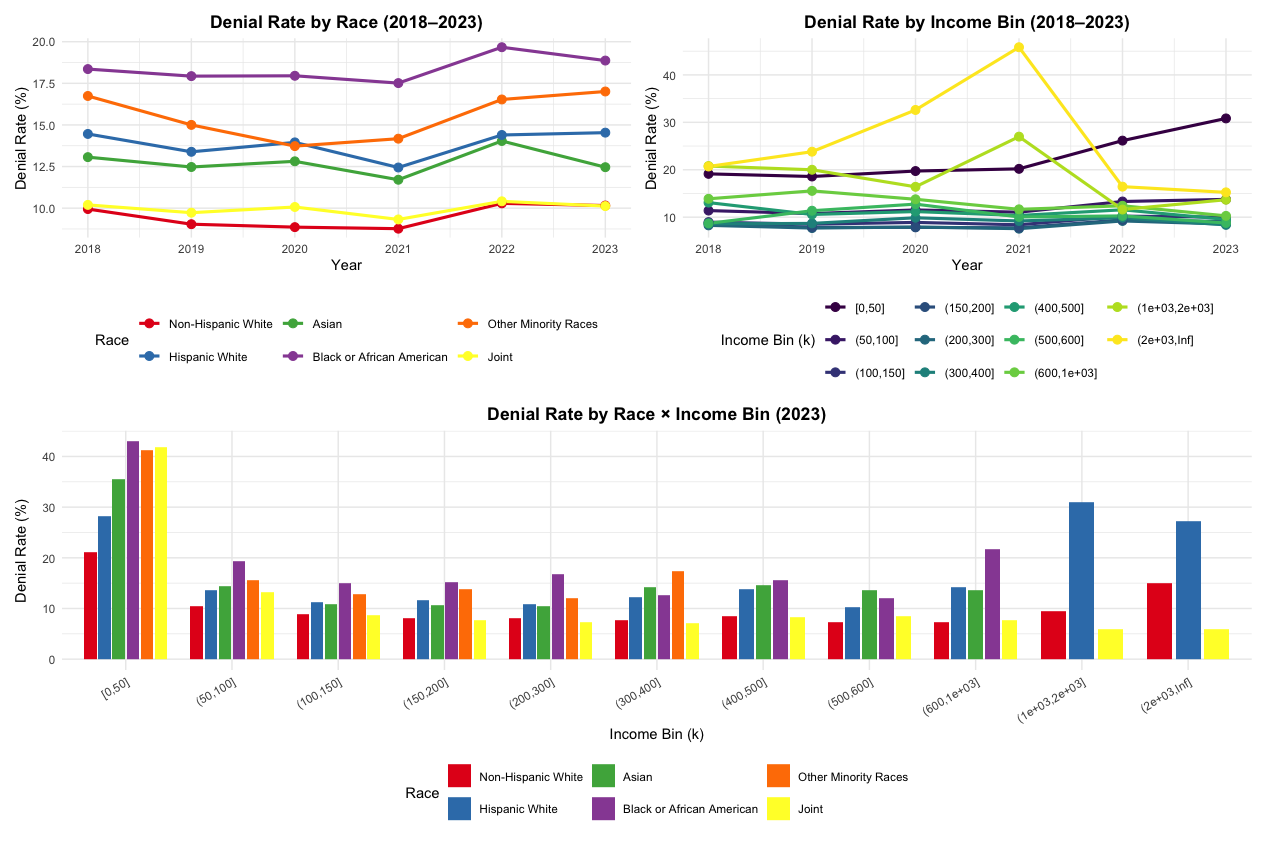 Denial Rate by Race (2018–2023)
Denial Rate (%)
20.0
17.5
15.0
12.5
10.0
2018 2019 2020 2021 2022 2023
Year
Race
Non-Hispanic White Asian Other Minority Races
Hispanic White Black or African American Joint
Denial Rate by Income Bin (2018–2023)
Denial Rate (%)
40
30
20
10
2018 2019 2020 2021 2022 2023
Year
Income Bin (k)
[0,50] (150,200] (400,500] (1e+03,2e+03]
(50,100] (200,300] (500,600] (2e+03,Inf]
(100,150] (300,400] (600,1e+03]
Denial Rate by Race × Income Bin (2023)
Denial Rate (%)
40
30
20
10
0
[0,50] (50,100] (100,150] (150,200] (200,300] (300,400] (400,500] (500,600] (600,1e+03] (1e+03,2e+03] (2e+03,Inf]
Income Bin (k)
Race
Non-Hispanic White Asian Other Minority Races
Hispanic White Black or African American Joint